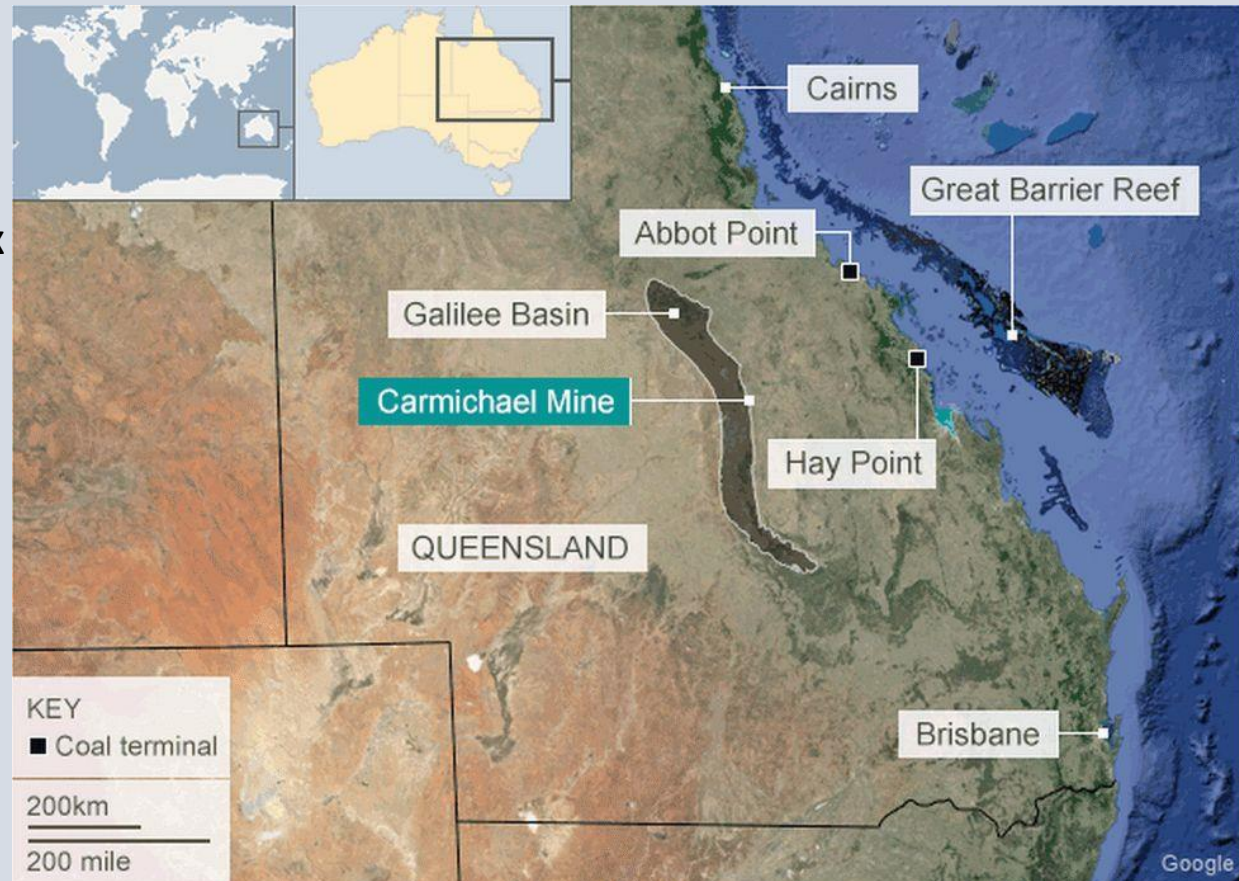 Cairns
Great Barrier Reef
Abbot Point
Galilee Basin
Carmichael Mine
Hay Point
QUEENSLAND
KEY
Coal terminal
Brisbane
200km
200 mile
Google